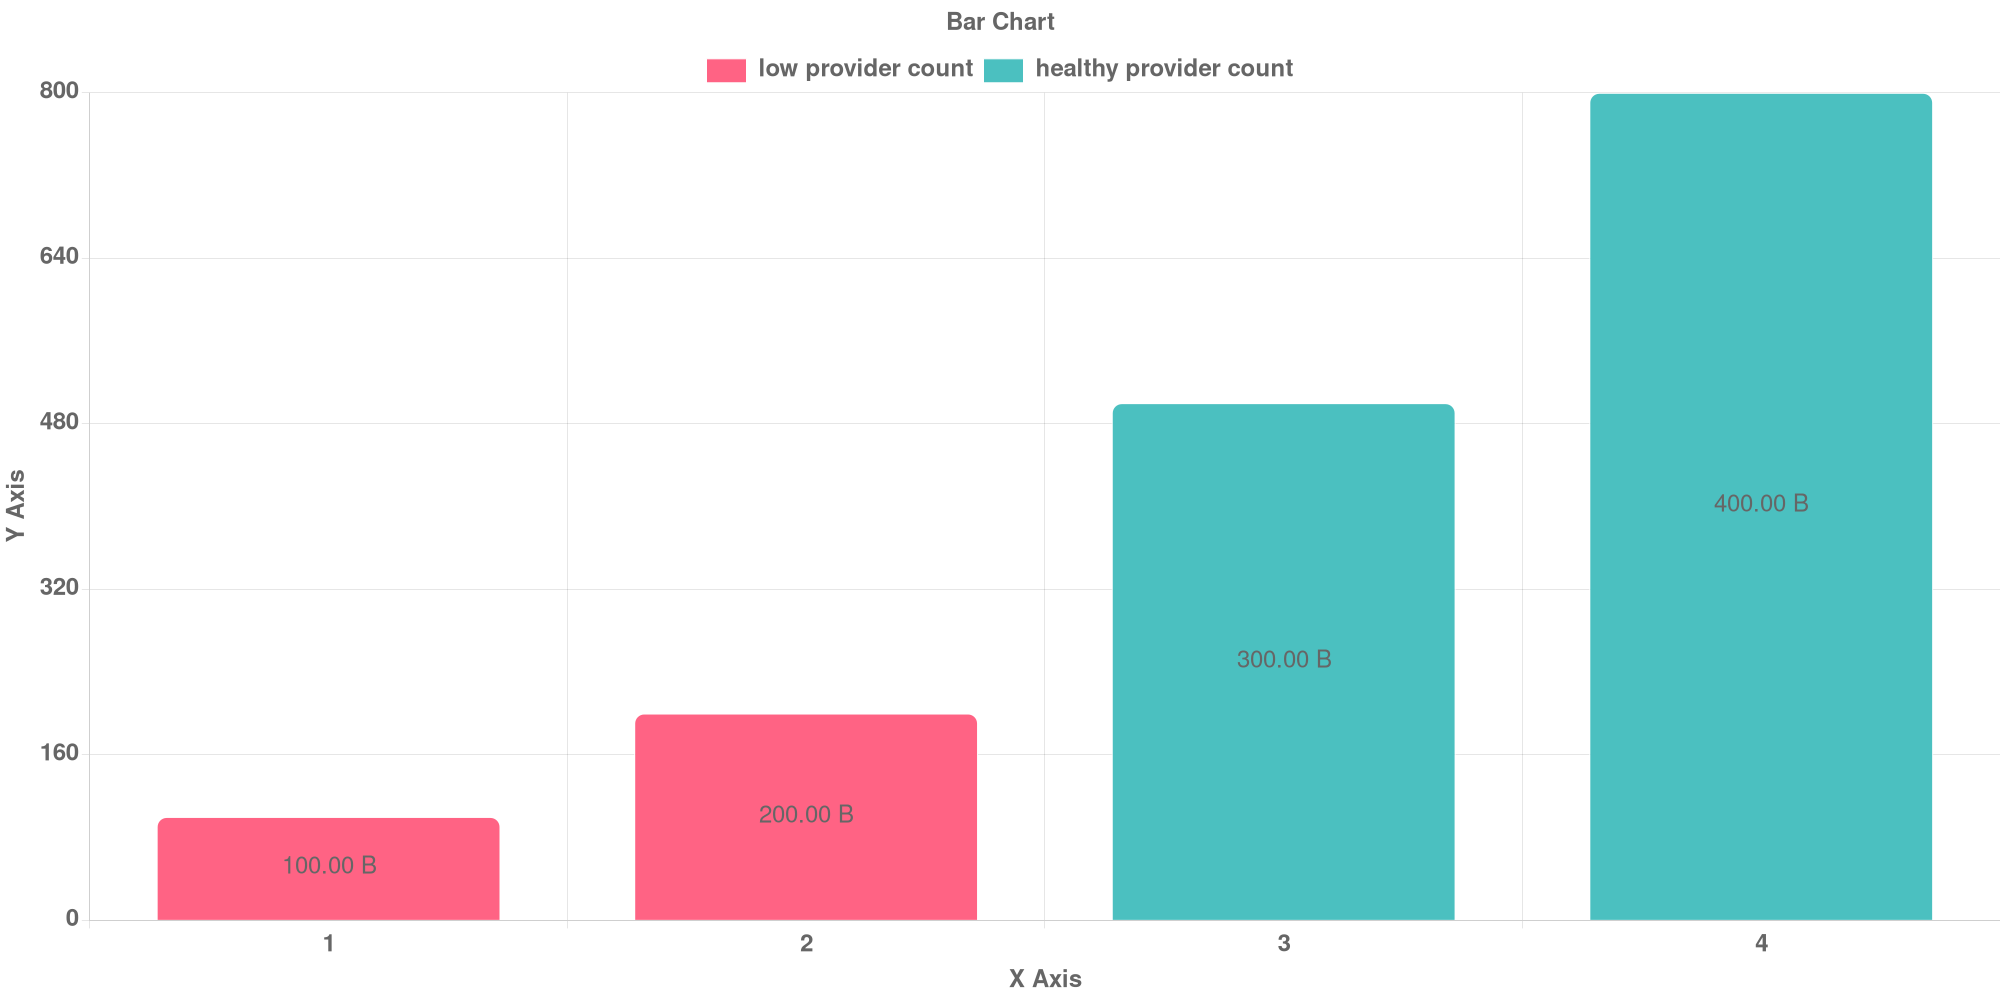 Bar Chart
low provider count healthy provider count
800
640
480
320
160
0
Y Axis
100.00 B
200.00 B
300.00 B
400.00 B
1 2 3 4
X Axis